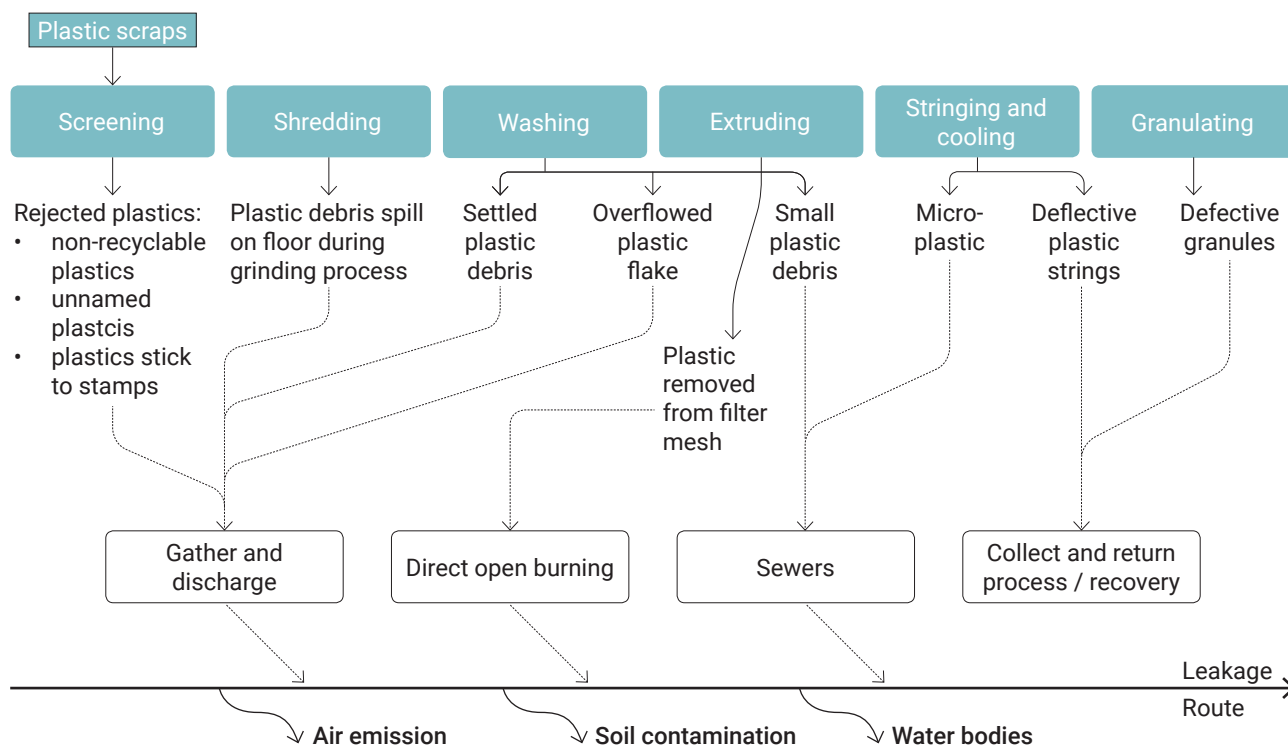 Plastic scraps
Screening
Shredding
Washing
Extruding
Stringing and
cooling
Granulating
Rejected plastics:
• non-recyclable
plastics
• unnamed
plastcis
• plastics stick
to stamps
Plastic debris spill
on floor during
grinding process
Settled
plastic
debris
Overflowed
plastic
flake
Small
plastic
debris
Micro-
plastic
Deflective
plastic
strings
Defective
granules
Plastic
removed
from filter
mesh
Gather and
discharge
Direct open burning
Sewers
Collect and return
process / recovery
Leakage
Route
Air emission
Soil contamination
Water bodies